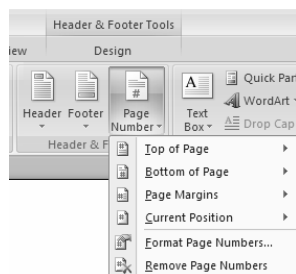 Header & Footer Tools
iew Design
Header Footer Page Number
Text Box
Quick Par
WordArt
Drop Cap
Header & F
Top of Page
Bottom of Page
Page Margins
Current Position
Format Page Numbers...
Remove Page Numbers